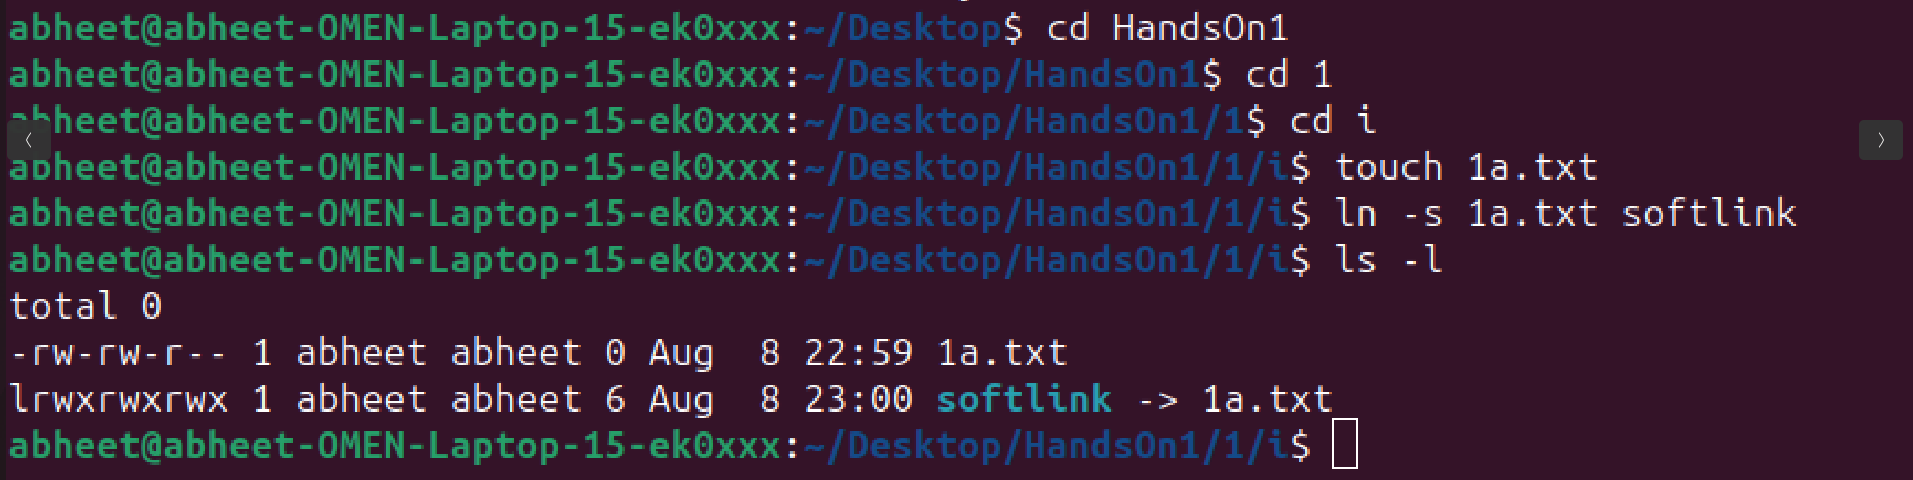 abheet@abheet-OMEN-Laptop-15-ek0xxx:~/Desktop$ cd HandsOn1
abheet@abheet-OMEN-Laptop-15-ek0xxx:~/Desktop/HandsOn1$ cd 1
abheet@abheet-OMEN-Laptop-15-ek0xxx:~/Desktop/HandsOn1/1$ cd i
abheet@abheet-OMEN-Laptop-15-ek0xxx:~/Desktop/HandsOn1/1/i$ touch 1a.txt
abheet@abheet-OMEN-Laptop-15-ek0xxx:~/Desktop/HandsOn1/1/i$ ln -s 1a.txt softlink
abheet@abheet-OMEN-Laptop-15-ek0xxx:~/Desktop/HandsOn1/1/i$ ls -l
total 0
-rw-rw-r-- 1 abheet abheet 0 Aug  8 22:59 1a.txt
lrwxrwxrwx 1 abheet abheet 6 Aug  8 23:00 softlink -> 1a.txt
abheet@abheet-OMEN-Laptop-15-ek0xxx:~/Desktop/HandsOn1/1/i$